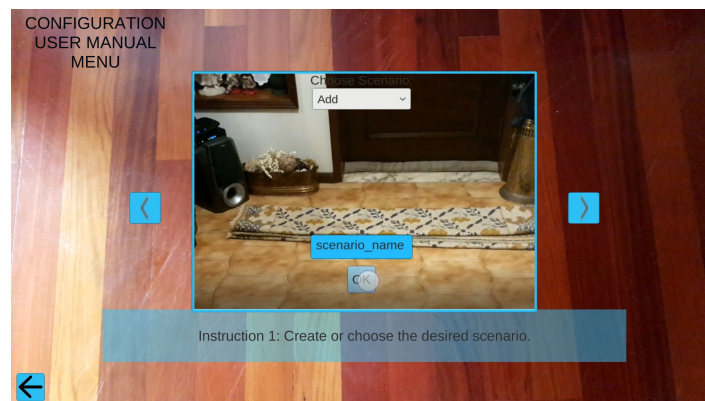 CONFIGURATION
USER MANUAL
MENU
Choose Scenario:
Add
scenario_name
OK
Instruction 1: Create or choose the desired scenario.